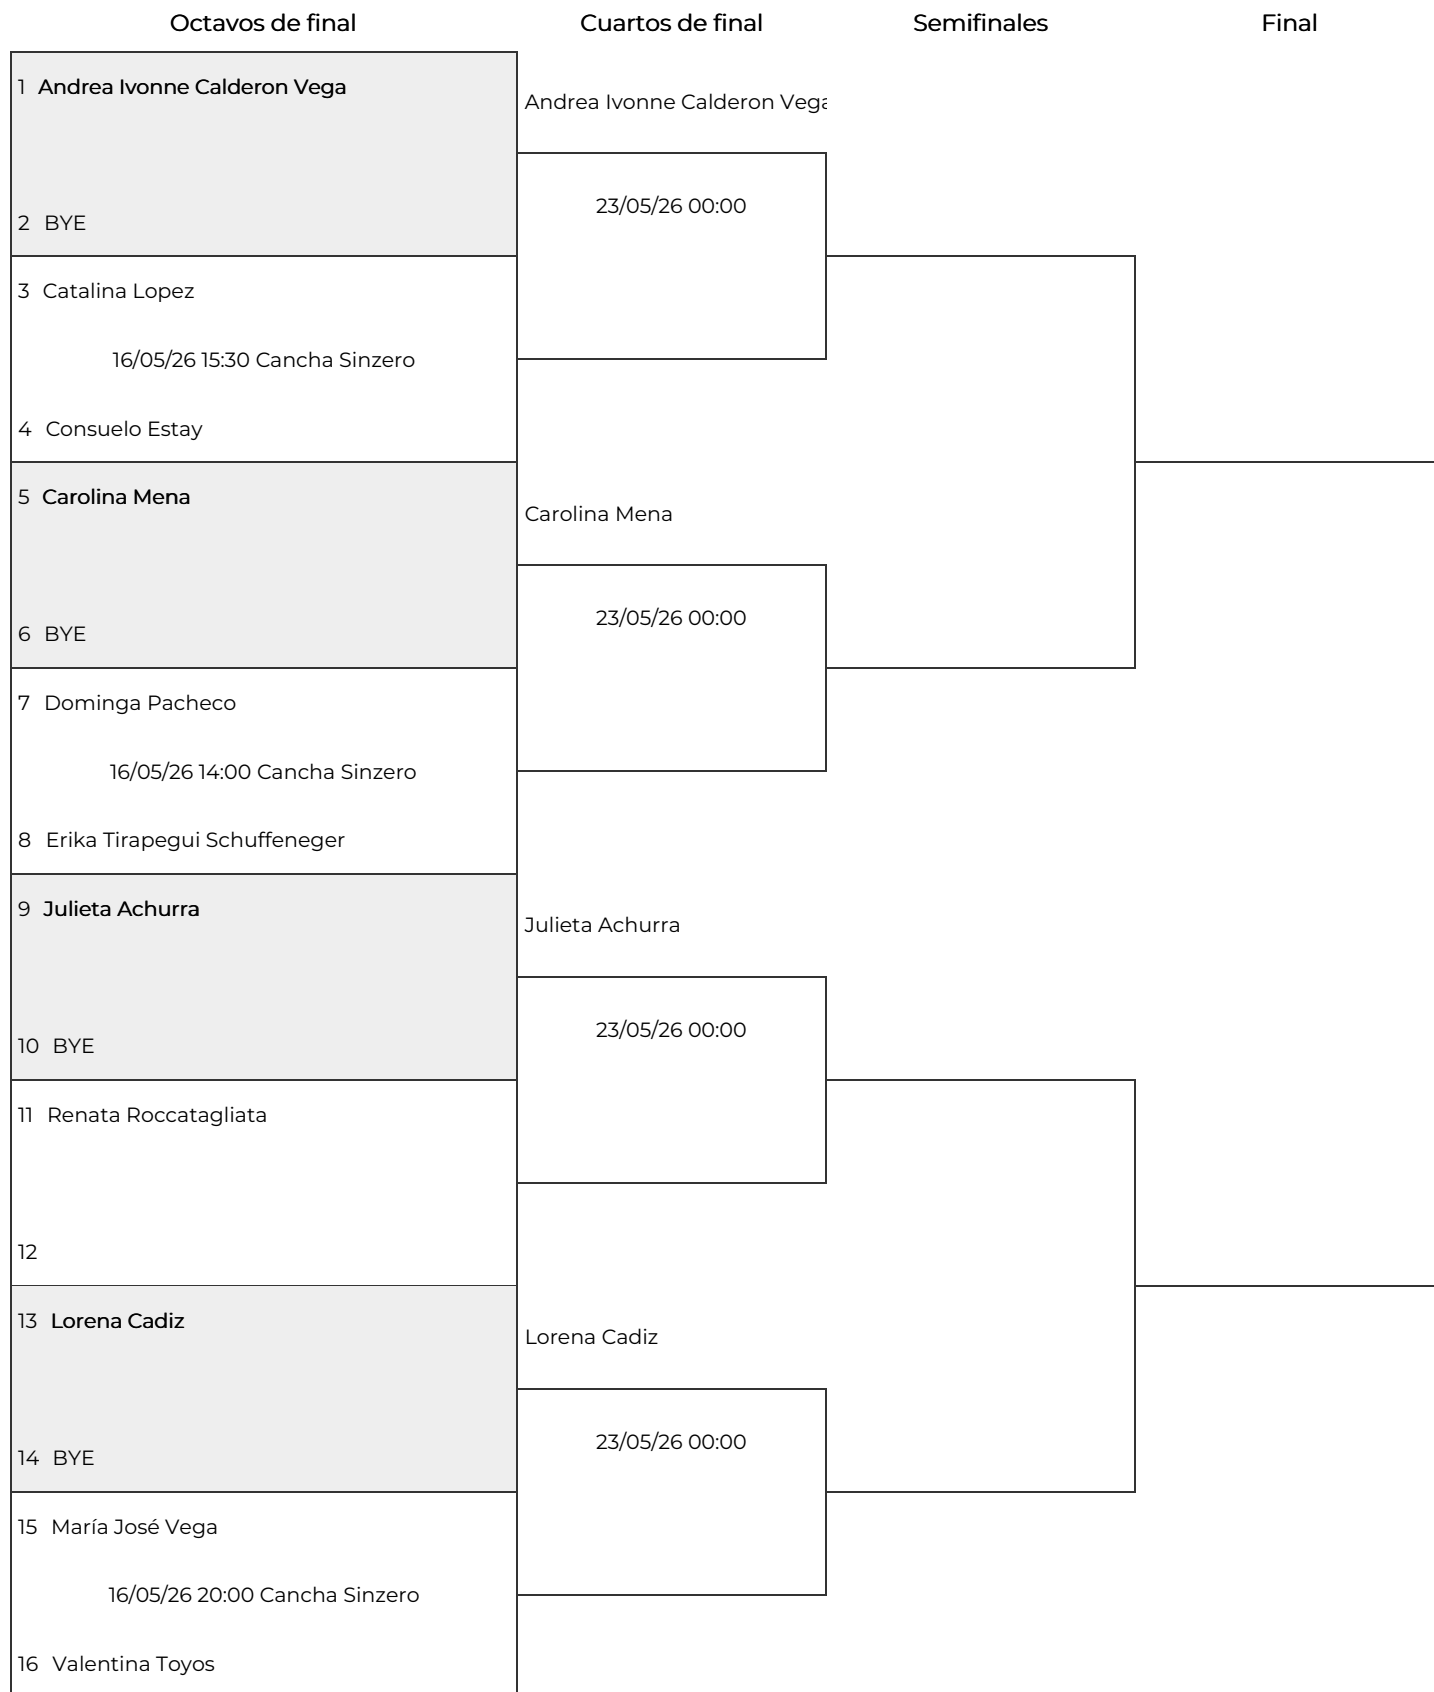 Octavos de final
Cuartos de final
Semifinales
Final
1 Andrea Ivonne Calderon Vega
Andrea Ivonne Calderon Vega
23/05/26 00:00
2 BYE
3 Catalina Lopez
16/05/26 15:30 Cancha Sinzero
4 Consuelo Estay
5 Carolina Mena
Carolina Mena
23/05/26 00:00
6 BYE
7 Dominga Pacheco
16/05/26 14:00 Cancha Sinzero
8 Erika Tirapegui Schuffeneger
9 Julieta Achurra
Julieta Achurra
23/05/26 00:00
10 BYE
11 Renata Roccatagliata
12
13 Lorena Cadiz
Lorena Cadiz
23/05/26 00:00
14 BYE
15 María José Vega
16/05/26 20:00 Cancha Sinzero
16 Valentina Toyos